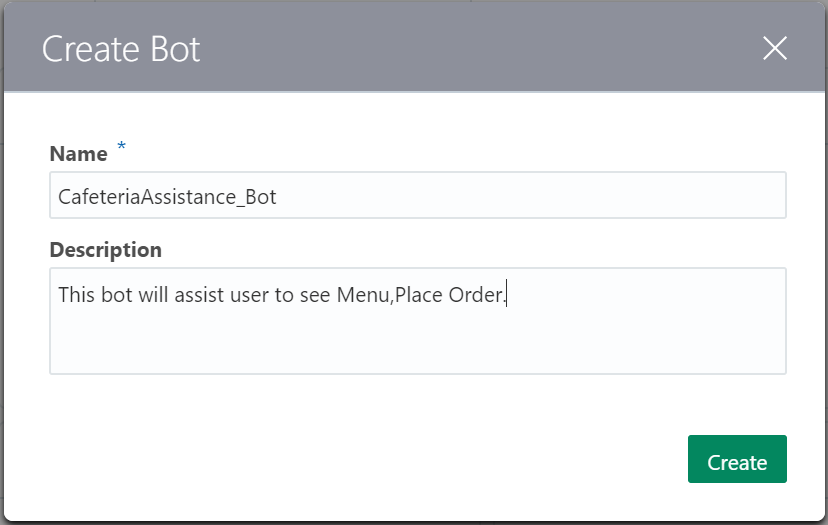 Create Bot
Name *
CafeteriaAssistance_Bot
Description
This bot will assist user to see Menu,Place Order.
Create